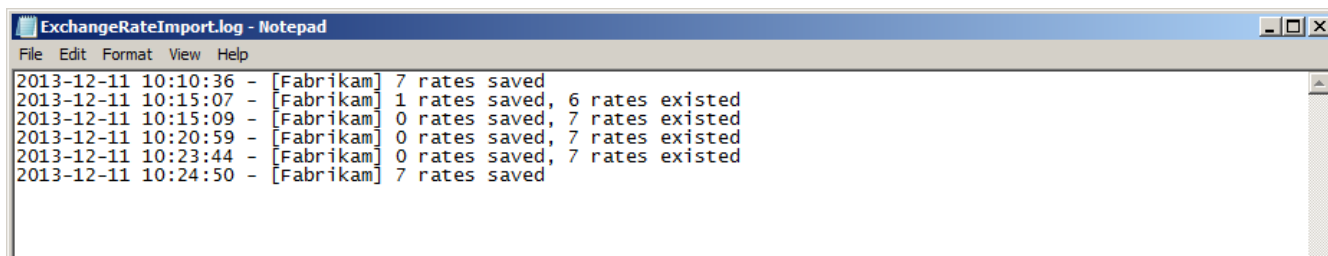 ExchangeRateImport.log - Notepad
File Edit Format View Help
2013-12-11 10:10:36 - [Fabrikam] 7 rates saved
2013-12-11 10:15:07 - [Fabrikam] 1 rates saved, 6 rates existed
2013-12-11 10:15:09 - [Fabrikam] 0 rates saved, 7 rates existed
2013-12-11 10:20:59 - [Fabrikam] 0 rates saved, 7 rates existed
2013-12-11 10:23:44 - [Fabrikam] 0 rates saved, 7 rates existed
2013-12-11 10:24:50 - [Fabrikam] 7 rates saved